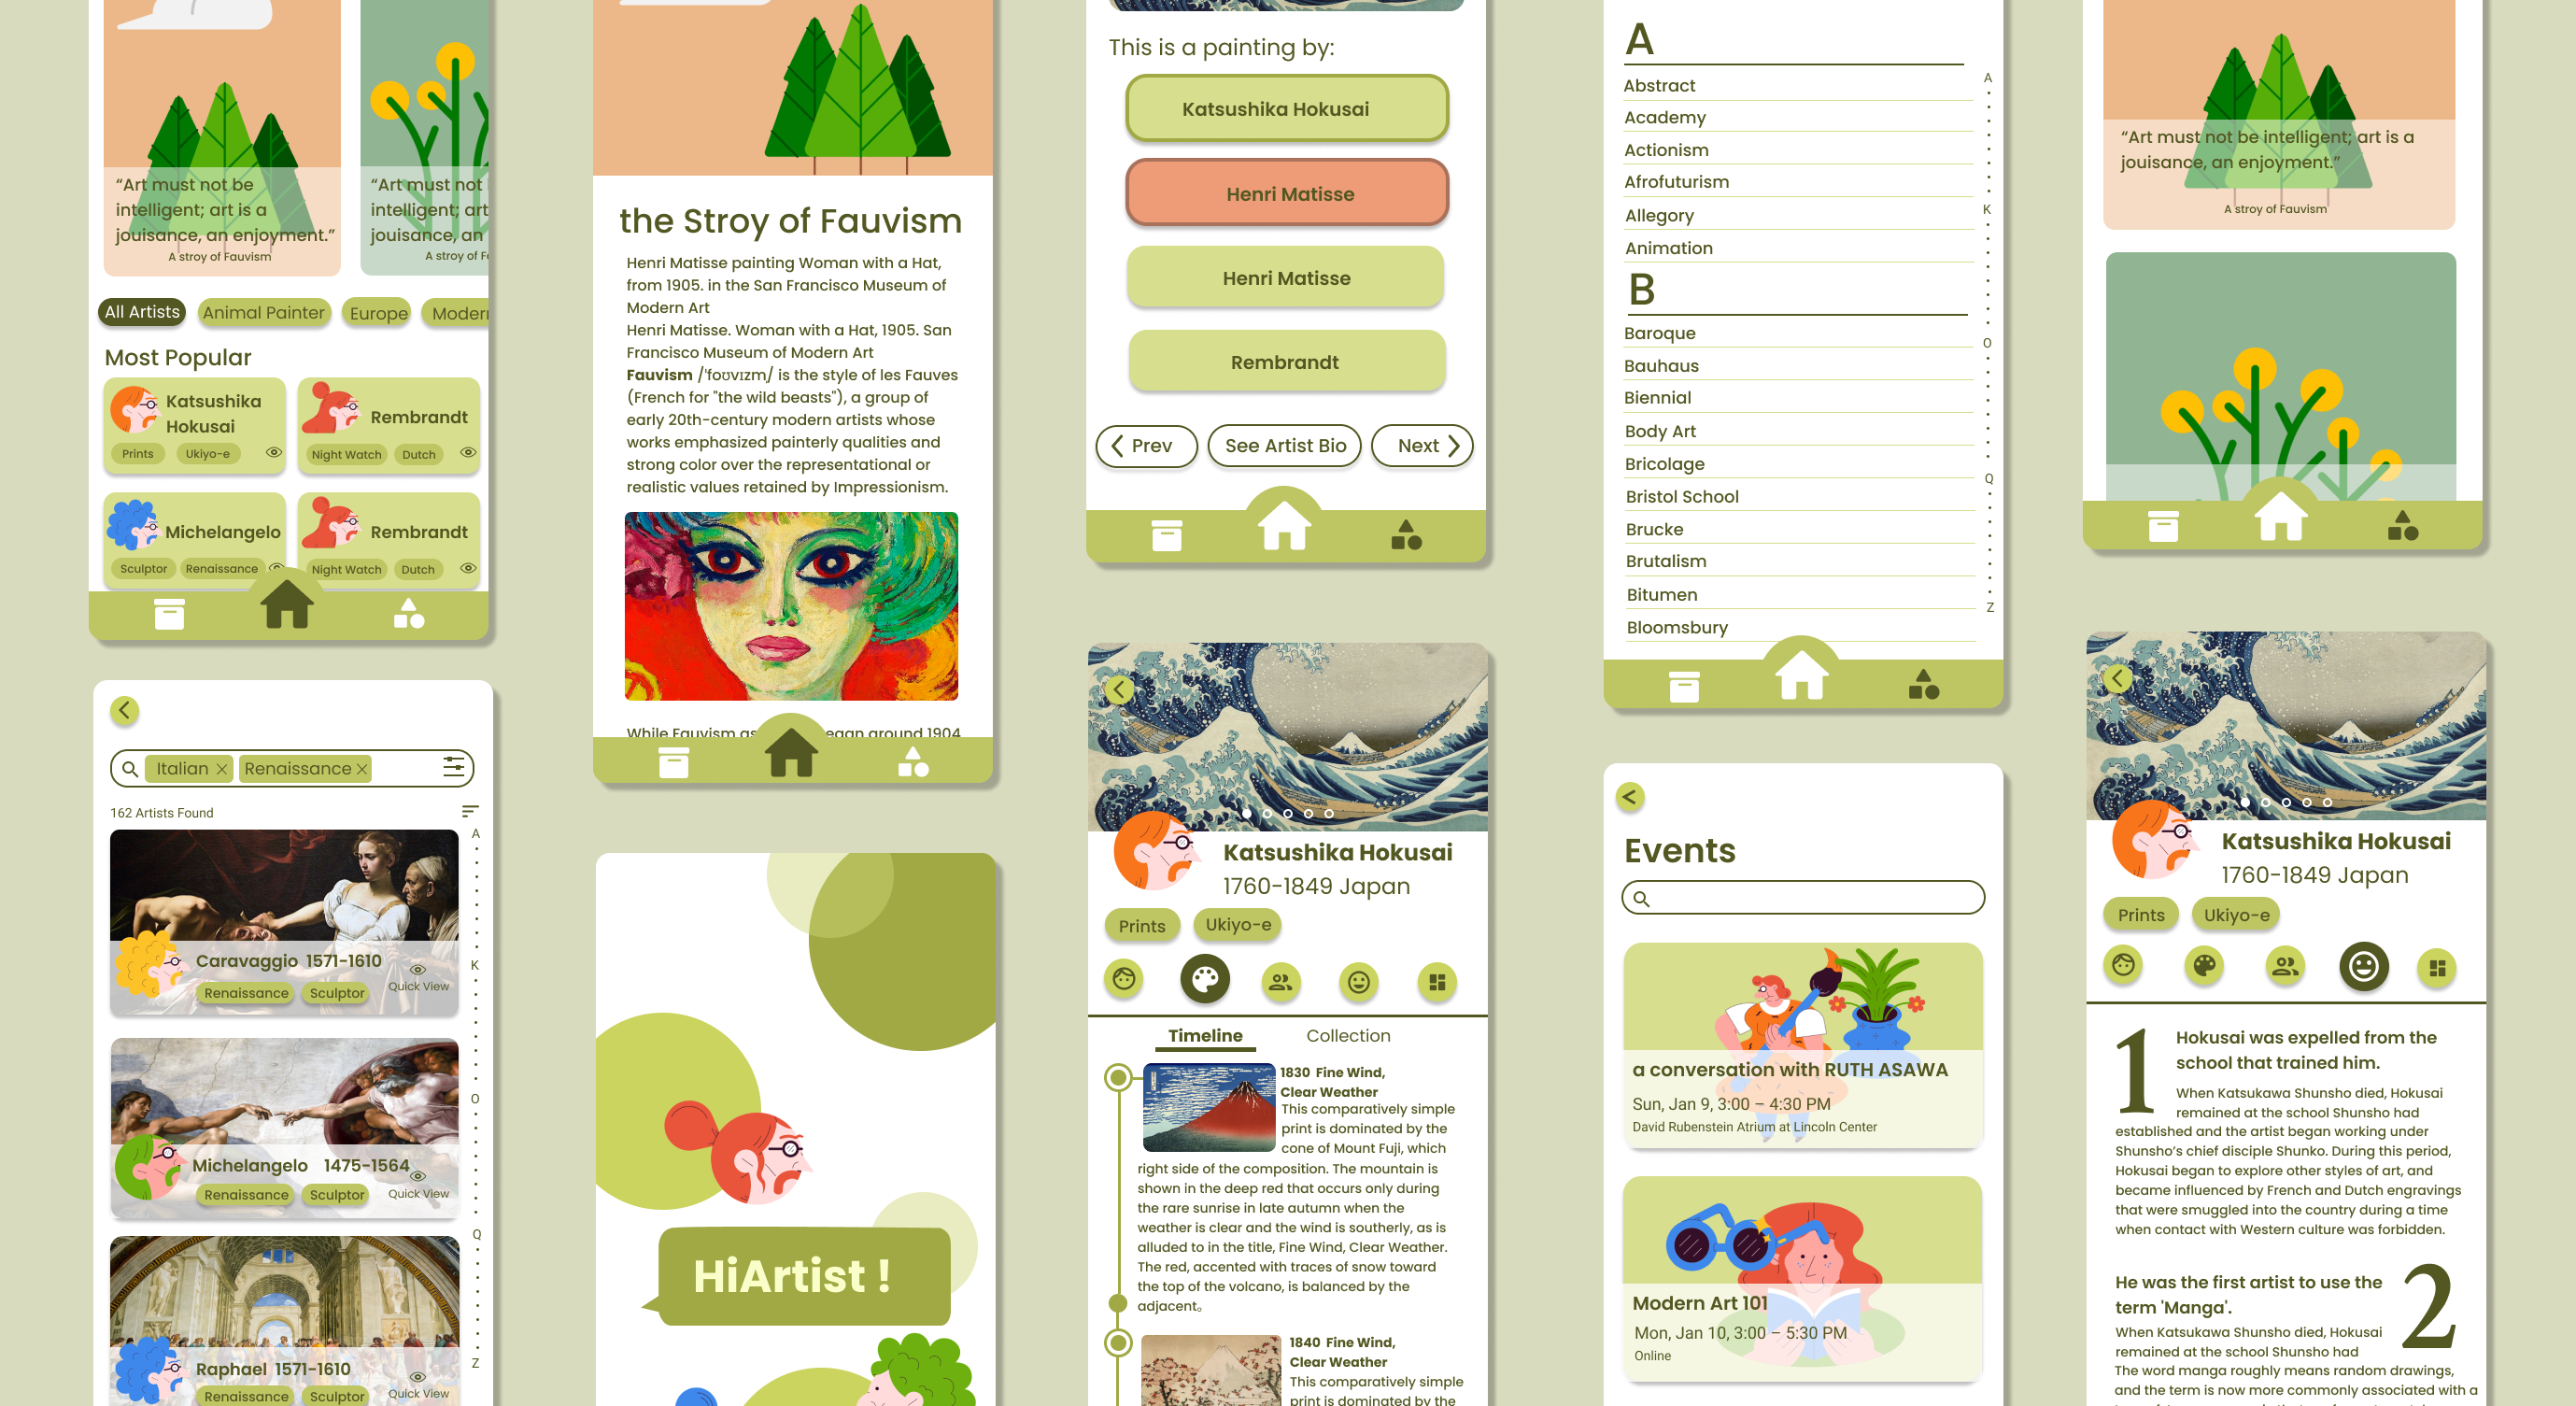 “Art must not be
intelligent; art is a
jouisance, an enjoyment.”
A stroy of Fauvism
“Art must not
intelligent; art
jouisance, an
A stroy of
All Artists
Animal Painter
Europe
Modern
Most Popular
Katsushika
Hokusai
Prints
Ukiyo-e
Rembrandt
Night Watch
Dutch
Michelangelo
Sculptor
Renaissance
Rembrandt
Night Watch
Dutch
Italian
Renaissance
162 Artists Found
Caravaggio 1571-1610
Renaissance
Sculptor
Quick View
Michelangelo 1475-1564
Renaissance
Sculptor
Quick View
Raphael 1571-1610
Renaissance
Sculptor
Quick View
A
K
O
Q
Z
the Stroy of Fauvism
Henri Matisse painting Woman with a Hat,
from 1905. in the San Francisco Museum of
Modern Art
Henri Matisse. Woman with a Hat, 1905. San
Francisco Museum of Modern Art
Fauvism /ˈfoʊvɪzm̩/ is the style of les Fauves
(French for "the wild beasts"), a group of
early 20th-century modern artists whose
works emphasized painterly qualities and
strong color over the representational or
realistic values retained by Impressionism.
While Fauvism as
egan around 1904
HiArtist !
This is a painting by:
Katsushika Hokusai
Henri Matisse
Henri Matisse
Rembrandt
Prev
See Artist Bio
Next
Katsushika Hokusai
1760-1849 Japan
Prints
Ukiyo-e
Timeline
Collection
1830 Fine Wind,
Clear Weather
This comparatively simple
print is dominated by the
cone of Mount Fuji, which
right side of the composition. The mountain is
shown in the deep red that occurs only during
the rare sunrise in late autumn when the
weather is clear and the wind is southerly, as is
alluded to in the title, Fine Wind, Clear Weather.
The red, accented with traces of snow toward
the top of the volcano, is balanced by the
adjacent。
1840 Fine Wind,
Clear Weather
This comparatively simple
print is dominated by the
A
Abstract
Academy
Actionism
Afrofuturism
Allegory
Animation
B
Baroque
Bauhaus
Biennial
Body Art
Bricolage
Bristol School
Brucke
Brutalism
Bitumen
Bloomsbury
A
K
O
Q
Z
Events
a conversation with RUTH ASAWA
Sun, Jan 9, 3:00 – 4:30 PM
David Rubenstein Atrium at Lincoln Center
Modern Art 101
Mon, Jan 10, 3:00 – 5:30 PM
Online
“Art must not be intelligent; art is a
jouisance, an enjoyment.”
A stroy of Fauvism
Katsushika Hokusai
1760-1849 Japan
Prints
Ukiyo-e
1
Hokusai was expelled from the
school that trained him.
When Katsukawa Shunsho died, Hokusai
remained at the school Shunsho had
established and the artist began working under
Shunsho’s chief disciple Shunko. During this period,
Hokusai began to explore other styles of art, and
became influenced by French and Dutch engravings
that were smuggled into the country during a time
when contact with Western culture was forbidden.
2
He was the first artist to use the
term 'Manga'.
When Katsukawa Shunsho died, Hokusai
remained at the school Shunsho had
The word manga roughly means random drawings,
and the term is now more commonly associated with a